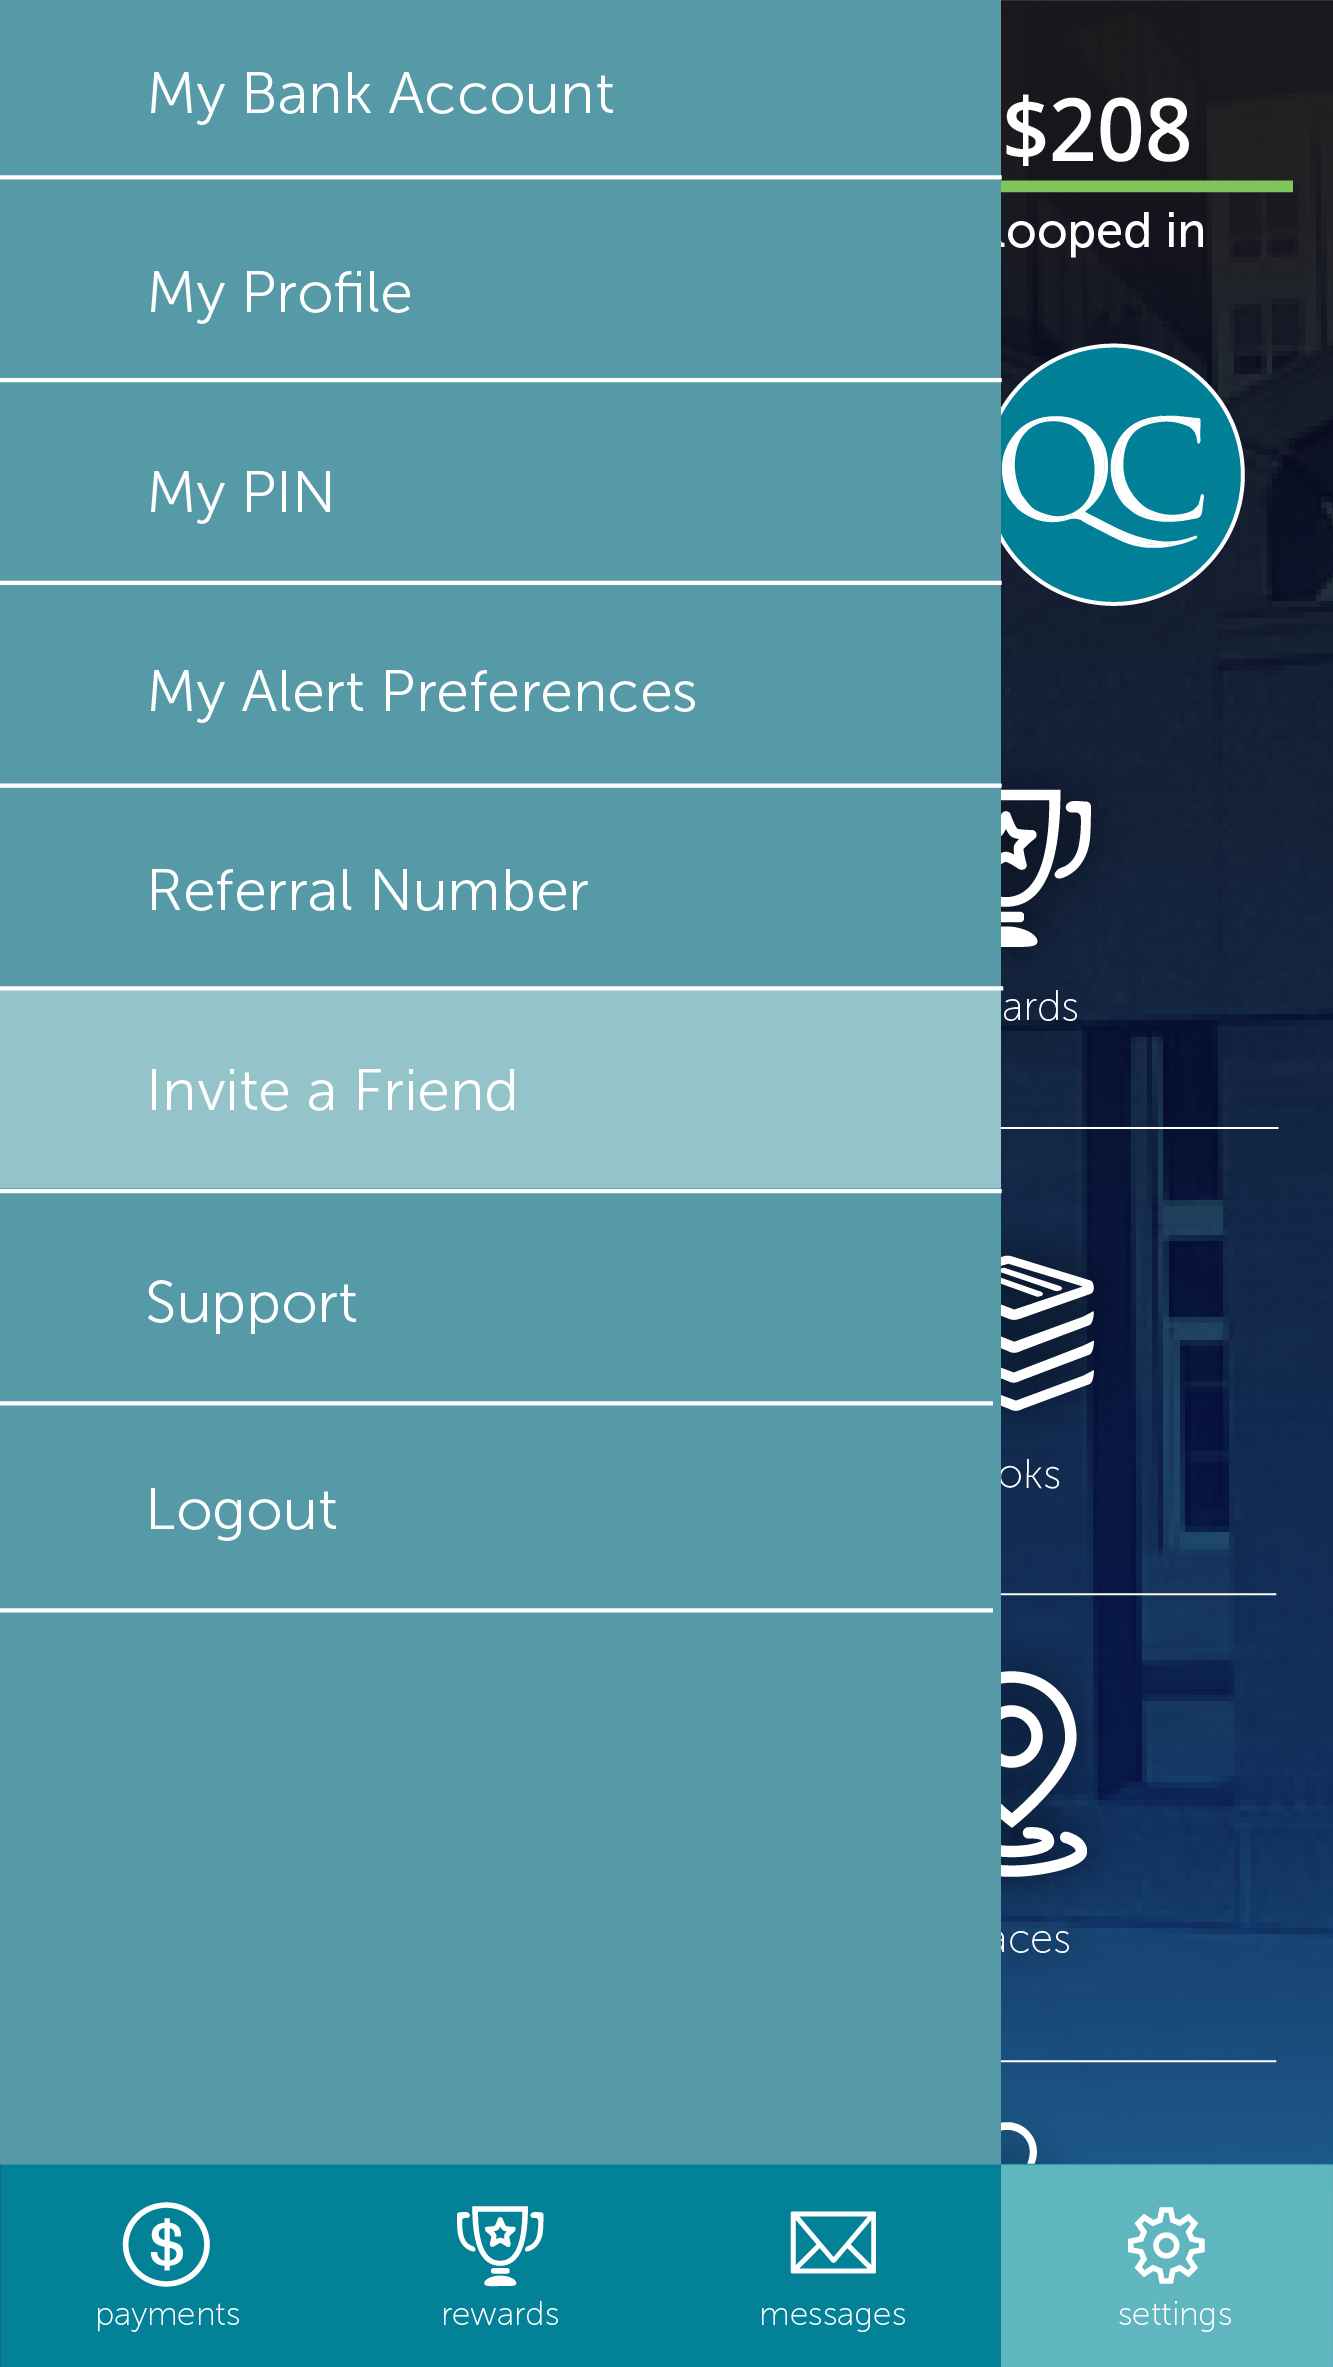 My Bank Account
My Profile
My PIN
My Alert Preferences
Referral Number
Invite a Friend
Support
Logout
$208
looped in
QC
ards
oks
aces
$
payments
rewards
messages
settings